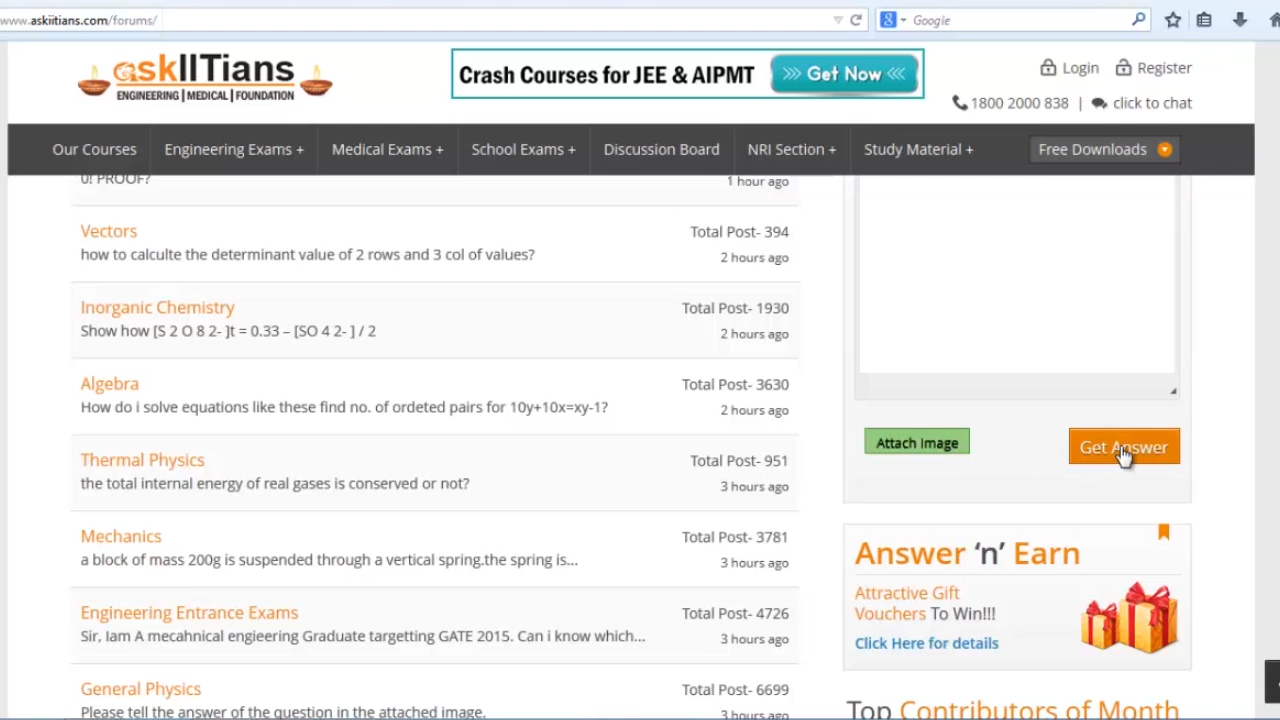 www.askiitians.com/forums/
Google
askIITians
ENGINEERING | MEDICAL | FOUNDATION
Crash Courses for JEE & AIPMT
>>> Get Now <<<
Login
Register
1800 2000 838 | click to chat
Our Courses
Engineering Exams +
Medical Exams +
School Exams +
Discussion Board
NRI Section +
Study Material +
Free Downloads
0! PROOF?
1 hour ago
Vectors
Total Post- 394
how to calculte the determinant value of 2 rows and 3 col of values?
2 hours ago
Inorganic Chemistry
Total Post- 1930
Show how [S 2 O 8 2- ]t = 0.33 – [SO 4 2- ] / 2
2 hours ago
Algebra
Total Post- 3630
How do i solve equations like these find no. of ordeted pairs for 10y+10x=xy-1?
2 hours ago
Thermal Physics
Total Post- 951
the total internal energy of real gases is conserved or not?
3 hours ago
Mechanics
Total Post- 3781
a block of mass 200g is suspended through a vertical spring.the spring is...
3 hours ago
Engineering Entrance Exams
Total Post- 4726
Sir, Iam A mecahnical engieering Graduate targetting GATE 2015. Can i know which...
3 hours ago
General Physics
Total Post- 6699
Please tell the answer of the question in the attached image.
3 hours ago
Attach Image
Get Answer
Answer ‘n’ Earn
Attractive Gift
Vouchers To Win!!!
Click Here for details
Top Contributors of Month